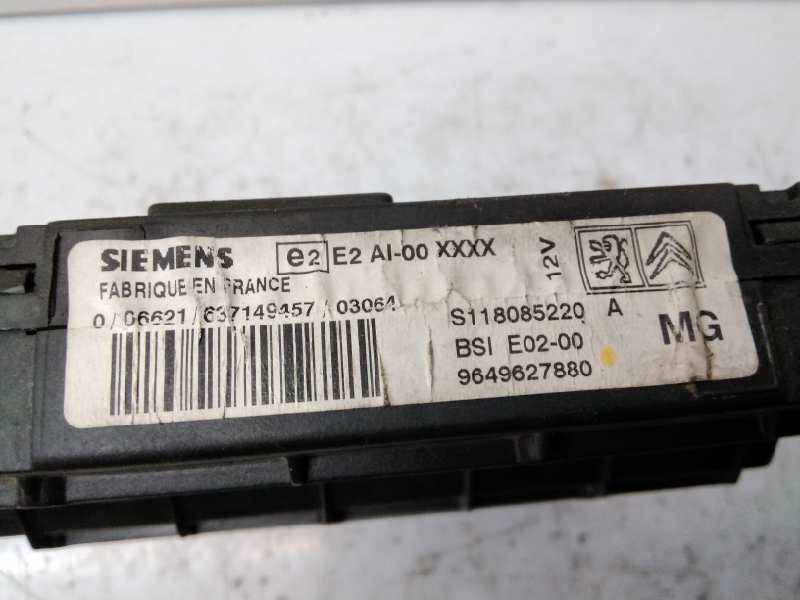 SIEMENS e2 E2 AI-00 XXXX 12V
FABRIQUE EN FRANCE
0/06621/637149457/03064 S118085220 A
BSI E02-00 MG
9649627880